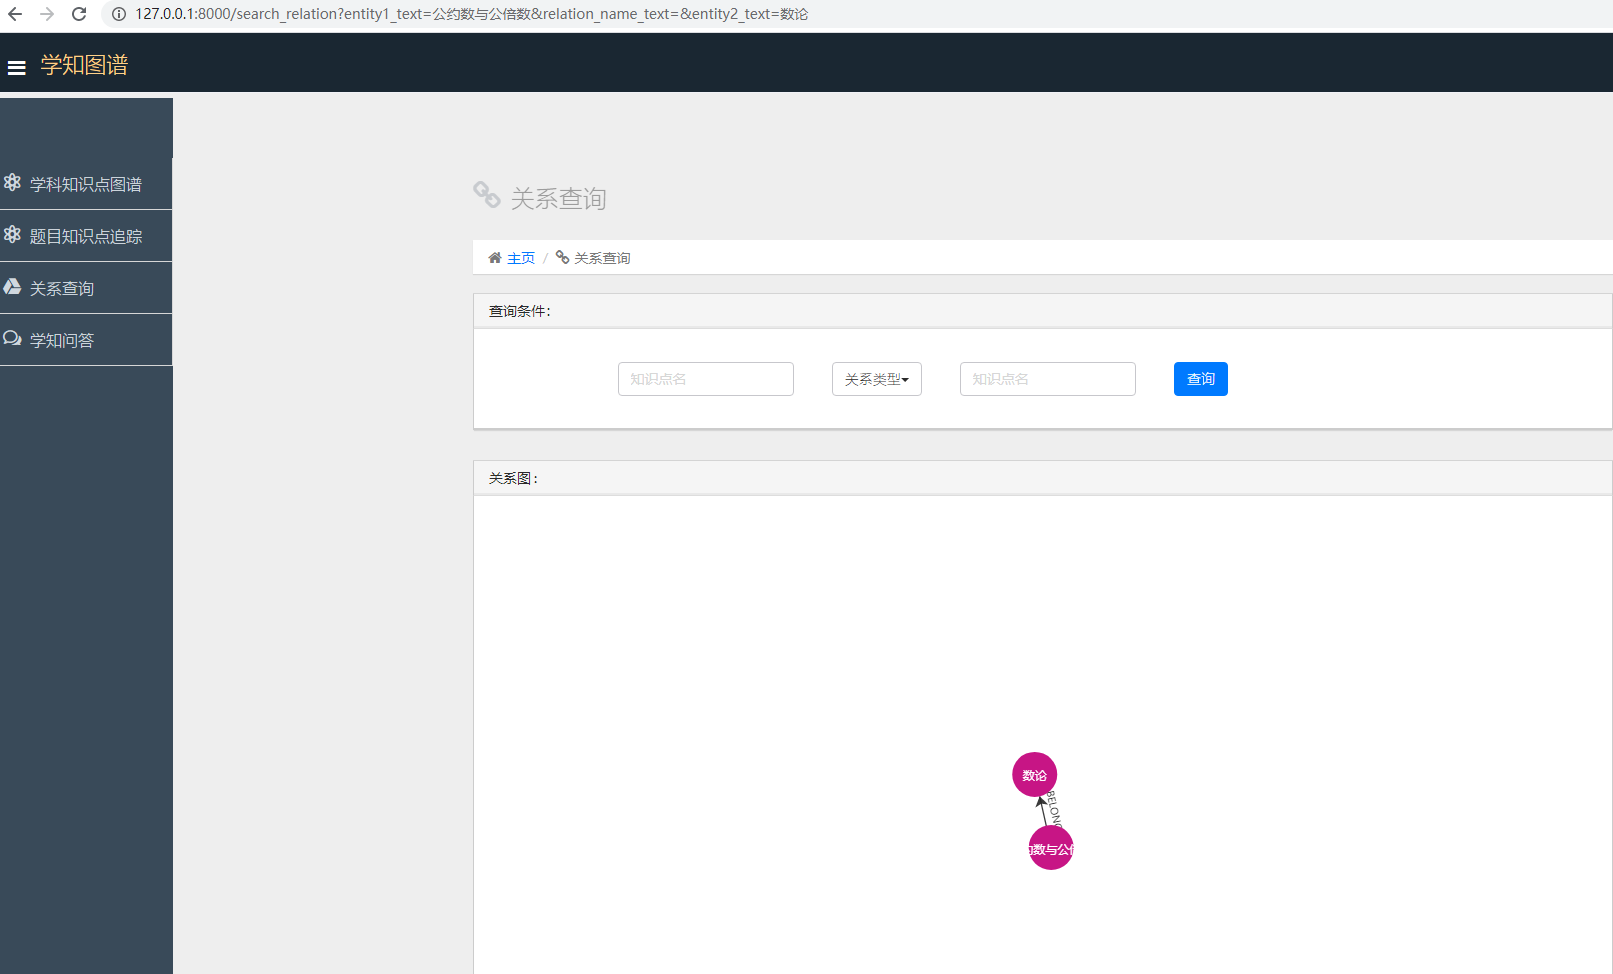 127.0.0.1:8000/search_relation?entity1_text=公约数与公倍数&relation_name_text=&entity2_text=数论
学知图谱
学科知识点图谱
题目知识点追踪
关系查询
学知问答
关系查询
主页 / 关系查询
查询条件：
知识点名 关系类型 知识点名 查询
关系图：
数论
BELONG
约数与公倍